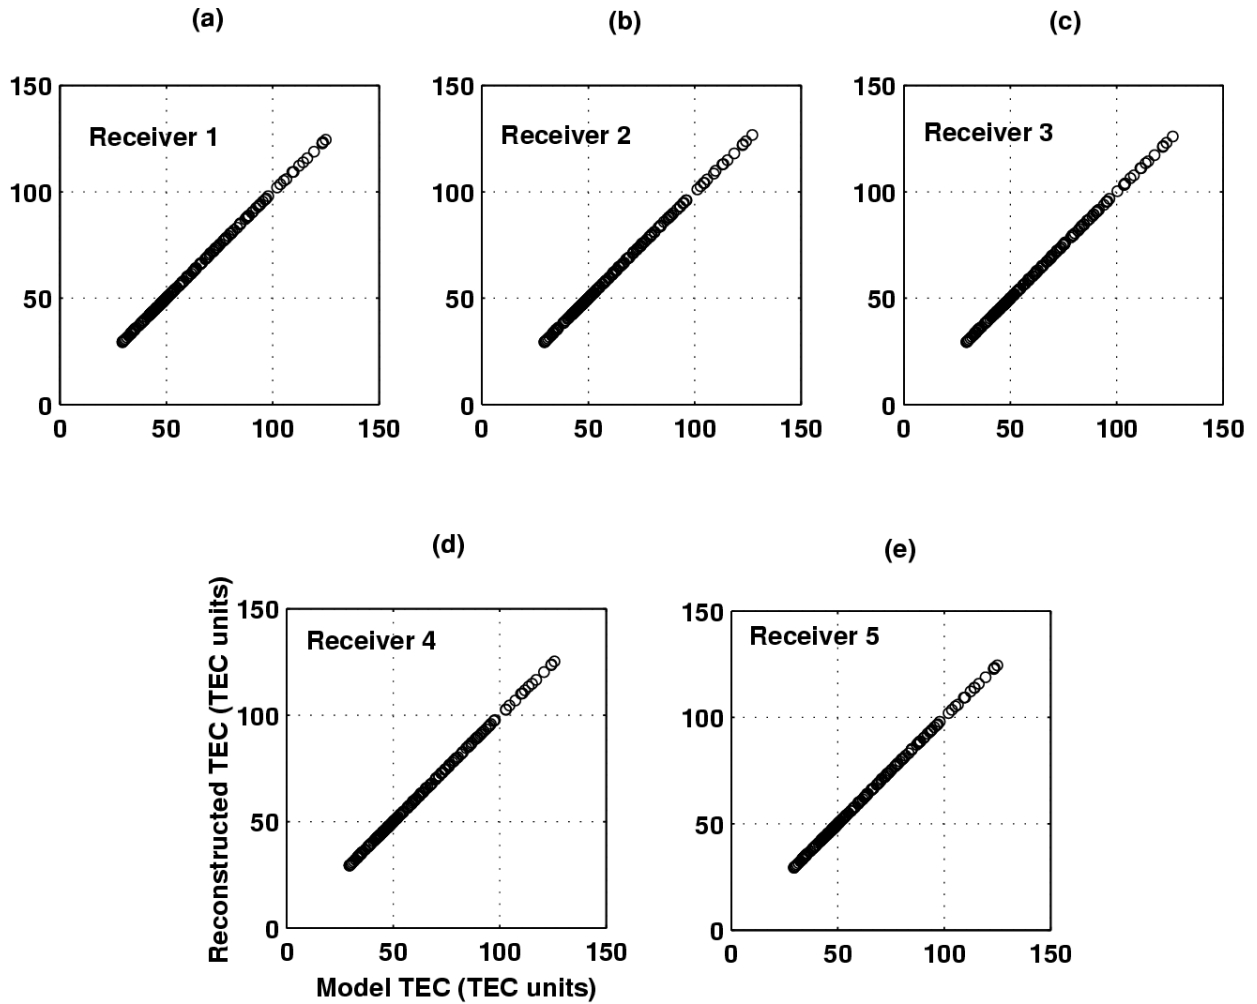 (a)
(b)
(c)
150
100
50
0
0 50 100 150
Receiver 1
150
100
50
0
0 50 100 150
Receiver 2
150
100
50
0
0 50 100 150
Receiver 3
(d)
(e)
Reconstructed TEC (TEC units)
150
100
50
0
0 50 100 150
Receiver 4
Model TEC (TEC units)
150
100
50
0
0 50 100 150
Receiver 5